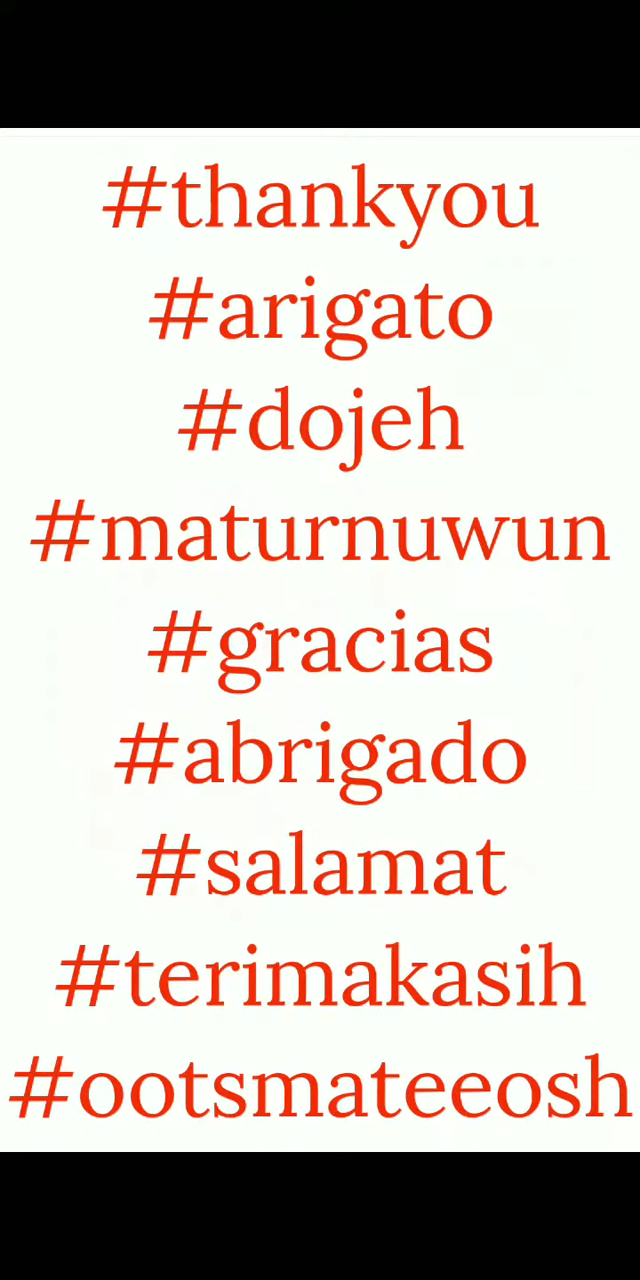 #thankyou
#arigato
#dojeh
#maturnuwun
#gracias
#abrigado
#salamat
#terimakasih
#ootsmateeosh